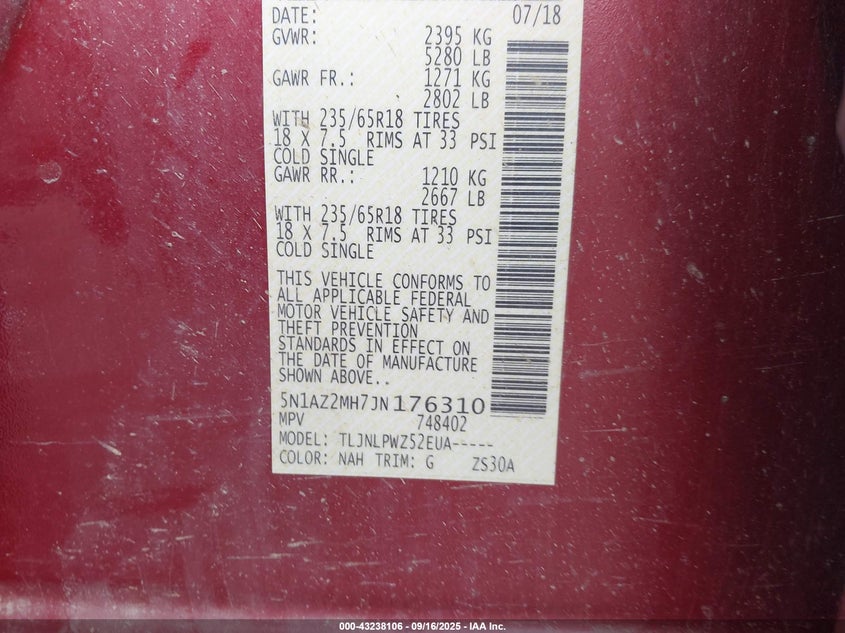 DATE: 07/18
GVWR: 2395 KG
5280 LB
GAWR FR.: 1271 KG
2802 LB
WITH 235/65R18 TIRES
18 X 7.5 RIMS AT 33 PSI
COLD SINGLE
GAWR RR.: 1210 KG
2667 LB
WITH 235/65R18 TIRES
18 X 7.5 RIMS AT 33 PSI
COLD SINGLE
THIS VEHICLE CONFORMS TO
ALL APPLICABLE FEDERAL
MOTOR VEHICLE SAFETY AND
THEFT PREVENTION
STANDARDS IN EFFECT ON
THE DATE OF MANUFACTURE
SHOWN ABOVE..
5N1AZ2MH7JN176310
MPV 748402
MODEL: TLJNLPWZ52EUA-----
COLOR: NAH TRIM: G ZS30A
000-43238106 - 09/16/2025 - IAA Inc.